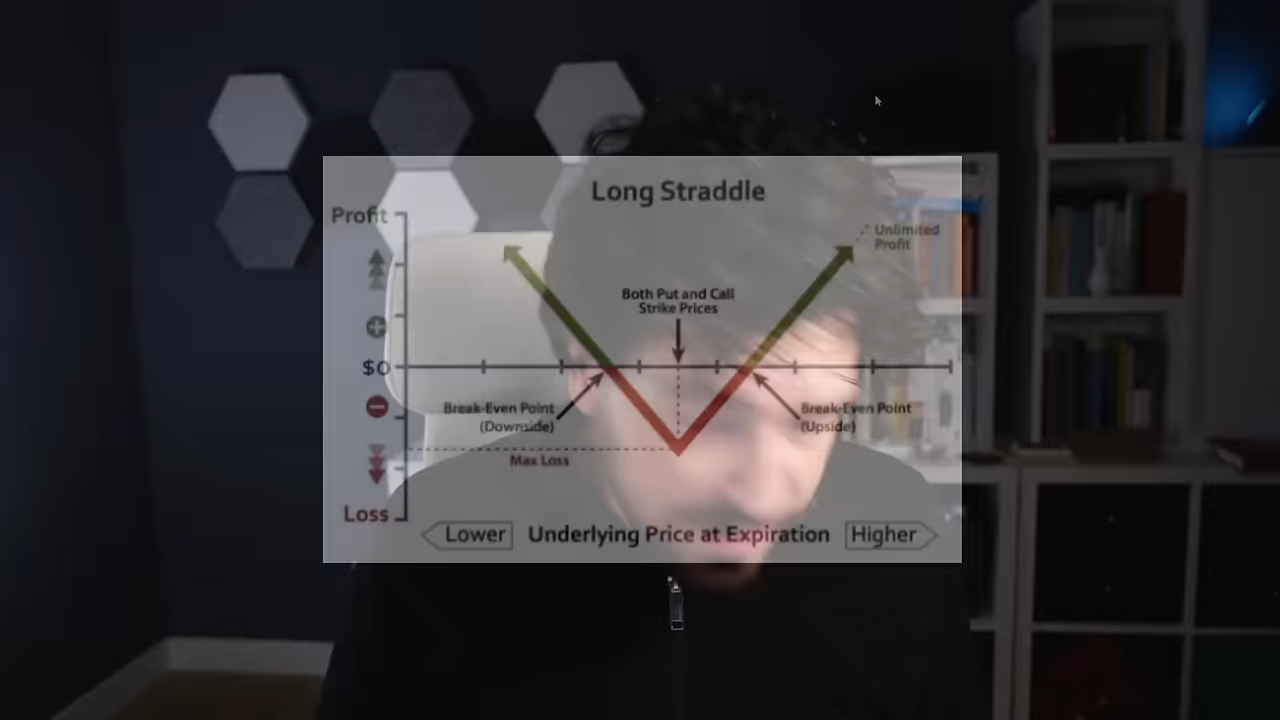 Long Straddle
Profit
Unlimited
Profit
Both Put and Call
Strike Prices
$0
Break-Even Point
(Downside)
Break-Even Point
(Upside)
Max Loss
Loss
Lower
Underlying Price at Expiration
Higher